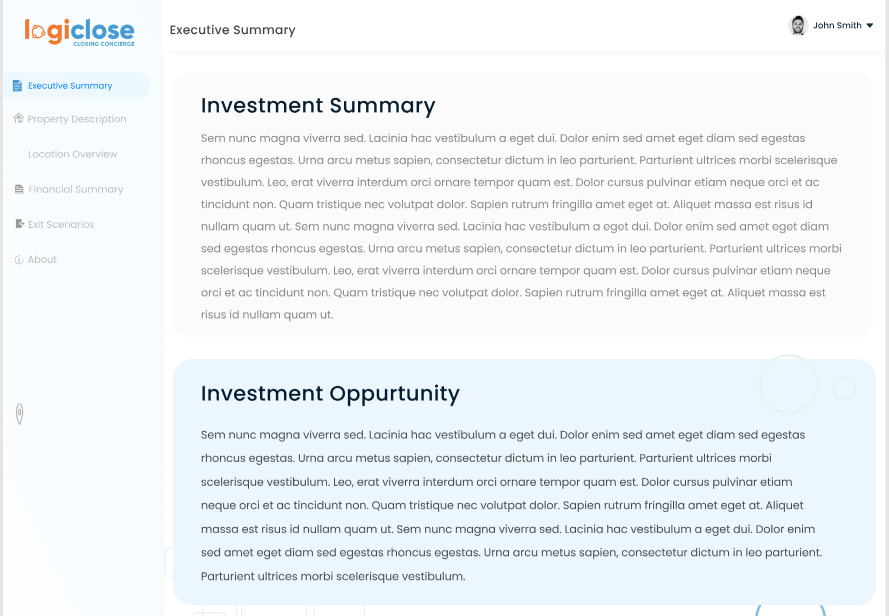 logiclose
CLOSING CONCIERGE
Executive Summary
John Smith
Executive Summary
Property Description
Location Overview
Financial Summary
Exit Scenarios
About
Investment Summary
Sem nunc magna viverra sed. Lacinia hac vestibulum a eget dui. Dolor enim sed amet eget diam sed egestas
rhoncus egestas. Urna arcu metus sapien, consectetur dictum in leo parturient. Parturient ultrices morbi scelerisque
vestibulum. Leo, erat viverra interdum orci ornare tempor quam est. Dolor cursus pulvinar etiam neque orci et ac
tincidunt non. Quam tristique nec volutpat dolor. Sapien rutrum fringilla amet eget at. Aliquet massa est risus id
nullam quam ut. Sem nunc magna viverra sed. Lacinia hac vestibulum a eget dui. Dolor enim sed amet eget diam
sed egestas rhoncus egestas. Urna arcu metus sapien, consectetur dictum in leo parturient. Parturient ultrices morbi
scelerisque vestibulum. Leo, erat viverra interdum orci ornare tempor quam est. Dolor cursus pulvinar etiam neque
orci et ac tincidunt non. Quam tristique nec volutpat dolor. Sapien rutrum fringilla amet eget at. Aliquet massa est
risus id nullam quam ut.
Investment Oppurtunity
Sem nunc magna viverra sed. Lacinia hac vestibulum a eget dui. Dolor enim sed amet eget diam sed egestas
rhoncus egestas. Urna arcu metus sapien, consectetur dictum in leo parturient. Parturient ultrices morbi
scelerisque vestibulum. Leo, erat viverra interdum orci ornare tempor quam est. Dolor cursus pulvinar etiam
neque orci et ac tincidunt non. Quam tristique nec volutpat dolor. Sapien rutrum fringilla amet eget at. Aliquet
massa est risus id nullam quam ut. Sem nunc magna viverra sed. Lacinia hac vestibulum a eget dui. Dolor enim
sed amet eget diam sed egestas rhoncus egestas. Urna arcu metus sapien, consectetur dictum in leo parturient.
Parturient ultrices morbi scelerisque vestibulum.